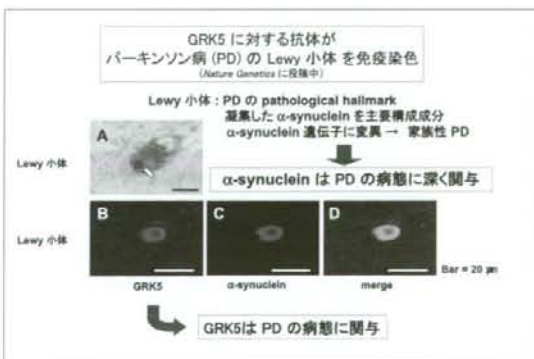 GRK5 に対する抗体が
パーキンソン病 (PD) の Lewy 小体 を免疫染色
(Nature Genetics に投稿中)
Lewy 小体 : PD の pathological hallmark
凝集した α-synuclein を主要構成成分
α-synuclein 遺伝子に変異 → 家族性 PD
A
Lewy 小体
α-synuclein は PD の病態に深く関与
B C D
Lewy 小体
Bar = 20 μm
GRK5 α-synuclein merge
GRK5は PD の病態に関与